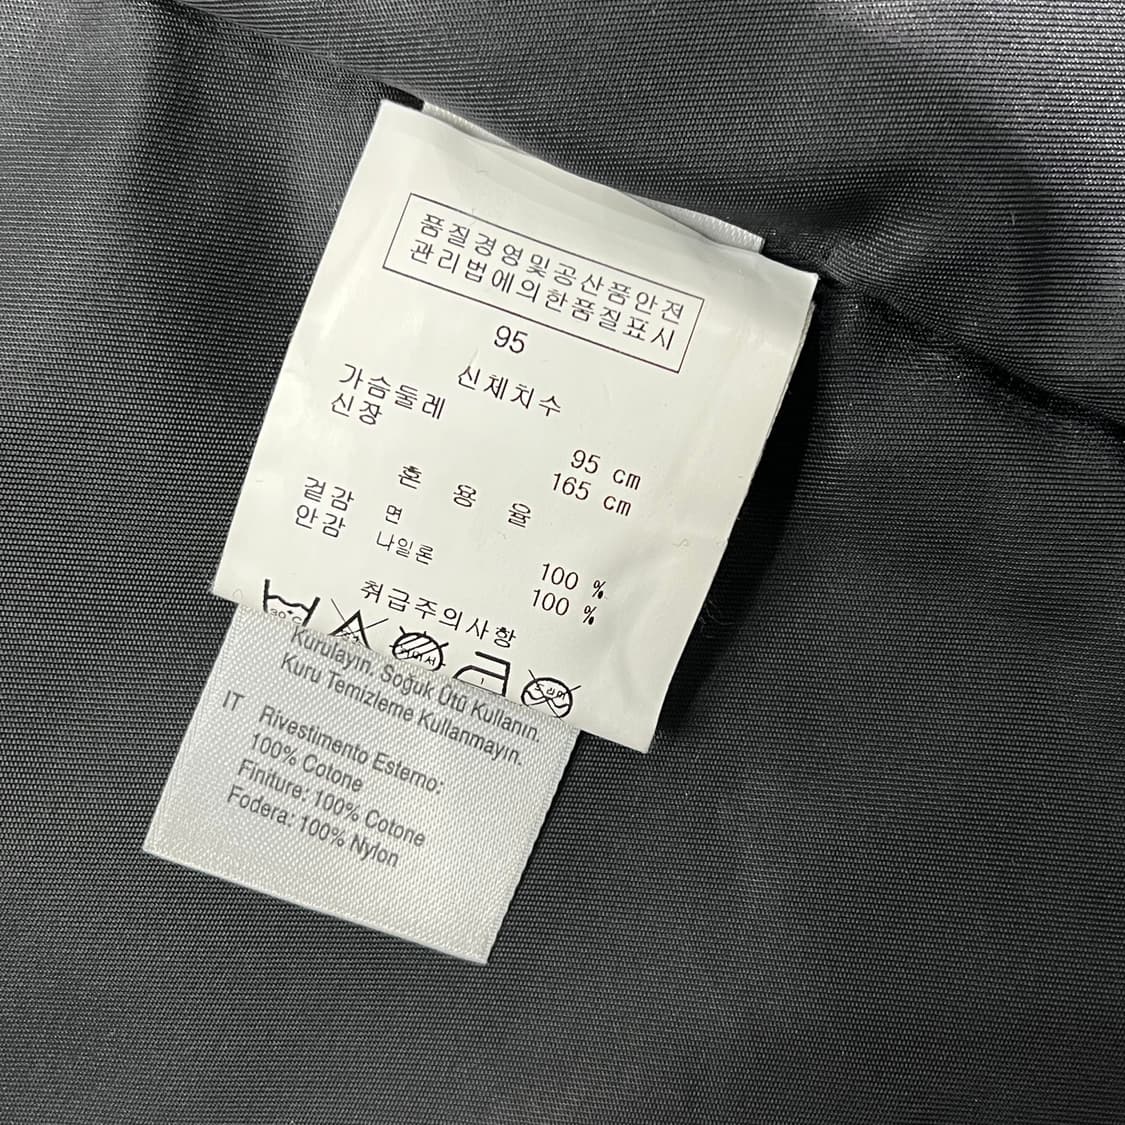 품질경영및공산품안전
관리법에의한품질표시
95
신체치수
가슴둘레 95 cm
신장 165 cm
혼 용 율
겉감 면 100 %
안감 나일론 100 %
취급주의사항
30°C
Kurulayın. Soğuk Ütü Kullanın.
Kuru Temizleme Kullanmayın.
IT Rivestimento Esterno:
100% Cotone
Finiture: 100% Cotone
Fodera: 100% Nylon